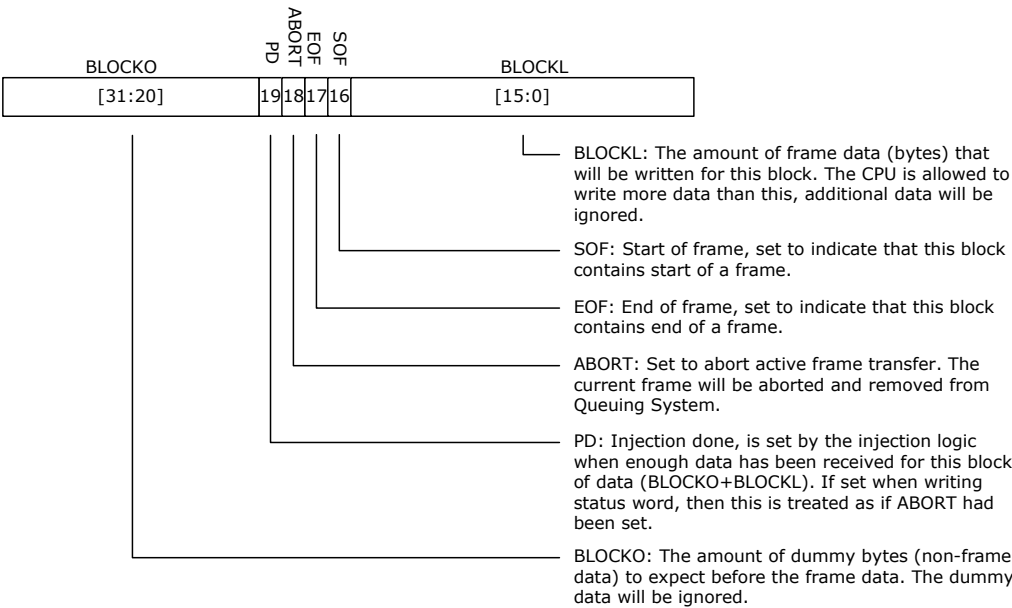 PD
ABORT
EOF
SOF
BLOCKO
BLOCKL
[31:20]
19
18
17
16
[15:0]
BLOCKL: The amount of frame data (bytes) that
will be written for this block. The CPU is allowed to
write more data than this, additional data will be
ignored.
SOF: Start of frame, set to indicate that this block
contains start of a frame.
EOF: End of frame, set to indicate that this block
contains end of a frame.
ABORT: Set to abort active frame transfer. The
current frame will be aborted and removed from
Queuing System.
PD: Injection done, is set by the injection logic
when enough data has been received for this block
of data (BLOCKO+BLOCKL). If set when writing
status word, then this is treated as if ABORT had
been set.
BLOCKO: The amount of dummy bytes (non-frame
data) to expect before the frame data. The dummy
data will be ignored.